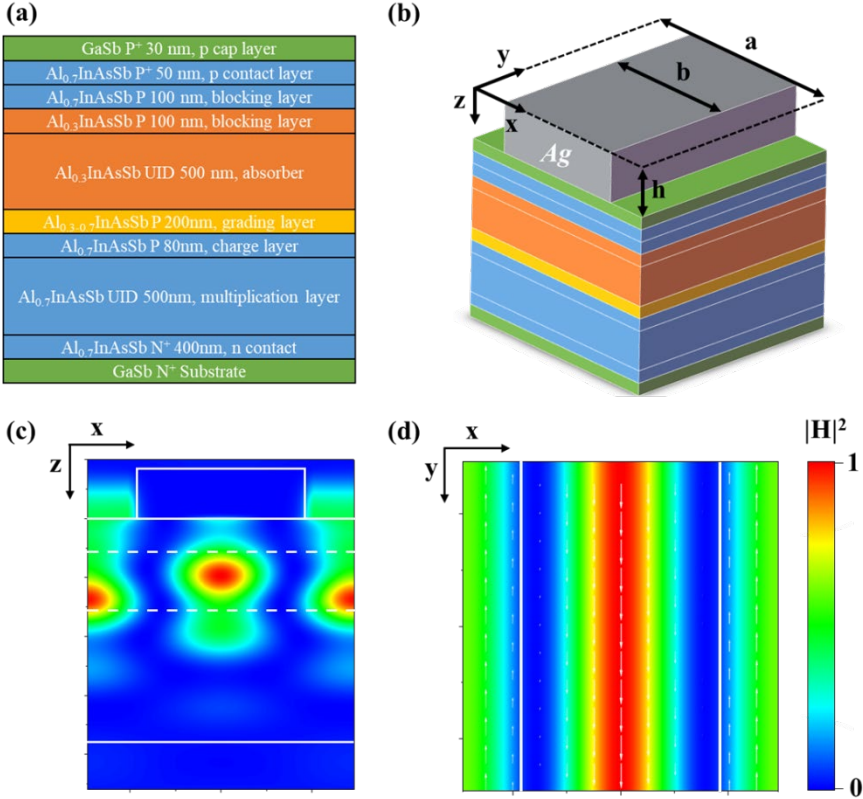 (a)
GaSb P⁺ 30 nm, p cap layer
Al₀.₇InAsSb P⁺ 50 nm, p contact layer
Al₀.₇InAsSb P 100 nm, blocking layer
Al₀.₃InAsSb P 100 nm, blocking layer
Al₀.₃InAsSb UID 500 nm, absorber
Al₀.₃₋₀.₇InAsSb P 200nm, grading layer
Al₀.₇InAsSb P 80nm, charge layer
Al₀.₇InAsSb UID 500nm, multiplication layer
Al₀.₇InAsSb N⁺ 400nm, n contact
GaSb N⁺ Substrate
(b)
y
z
x
a
b
h
Ag
(c)
x
z
(d)
x
y
|H|²
1
0